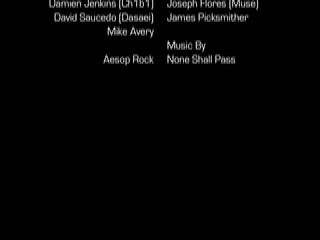 Damien Jenkins (Ch1b1) Joseph Flores (Muse)
David Saucedo (Dasaei) James Picksmither
Mike Avery
Music By
Aesop Rock None Shall Pass